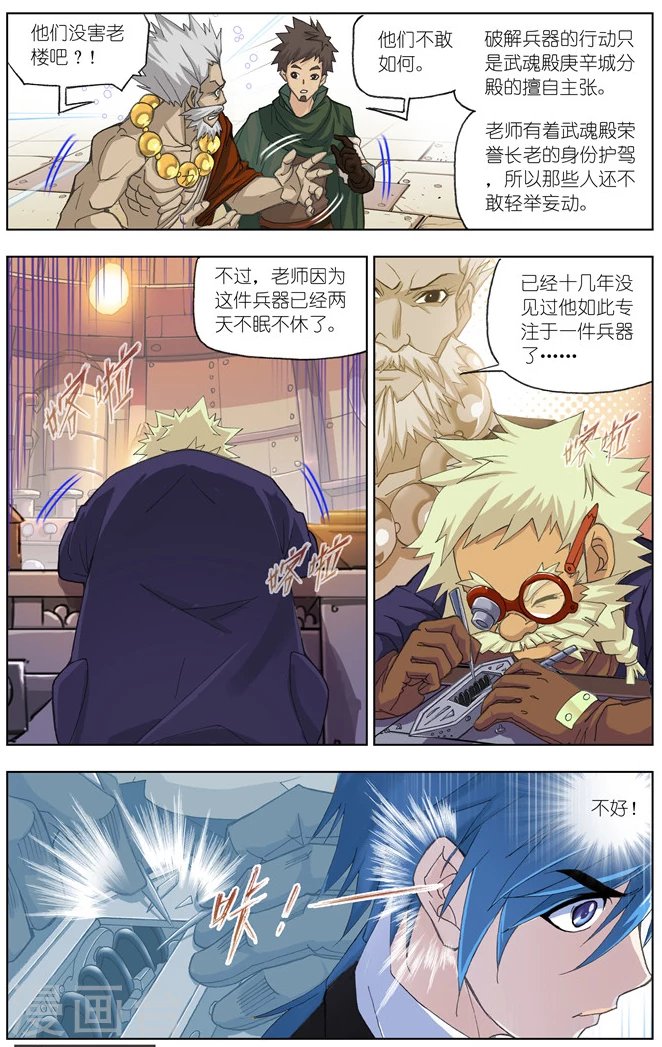 他们没害老
楼吧？！
他们不敢
如何。
破解兵器的行动只
是武魂殿庚辛城分
殿的擅自主张。
老师有着武魂殿荣
誉长老的身份护驾
，所以那些人还不
敢轻举妄动。
不过，老师因为
这件兵器已经两
天不眠不休了。
喀啦
喀啦
已经十几年没
见过他如此专
注于一件兵器
了……
喀啦
不好！
咔！
漫画